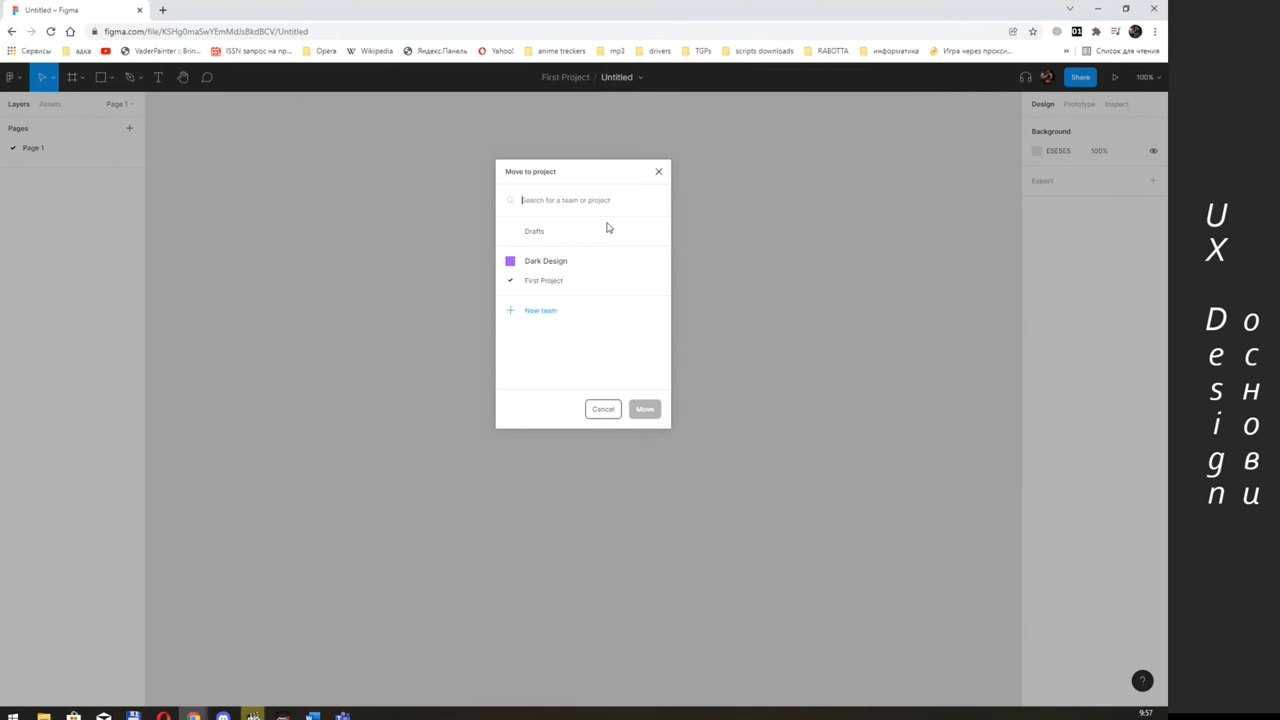 Untitled – Figma
figma.com/file/KSHg0maSwYEmMdJsBkdBCV/Untitled
Сервисы
адка
VaderPainter :: Brin...
ISSN запрос на пр...
Opera
Wikipedia
Яндекс.Панель
Yahoo!
anime treckers
mp3
drivers
TGPs
scripts downloads
RABOTTA
информатика
Игра через прокси...
»
Список для чтения
First Project / Untitled
Share
100%
Layers
Assets
Page 1
Design
Prototype
Inspect
Pages
Page 1
Background
E5E5E5
100%
Export
Move to project
Search for a team or project
Drafts
Dark Design
First Project
New team
Cancel
Move
?
9:57
UX
Design
основи